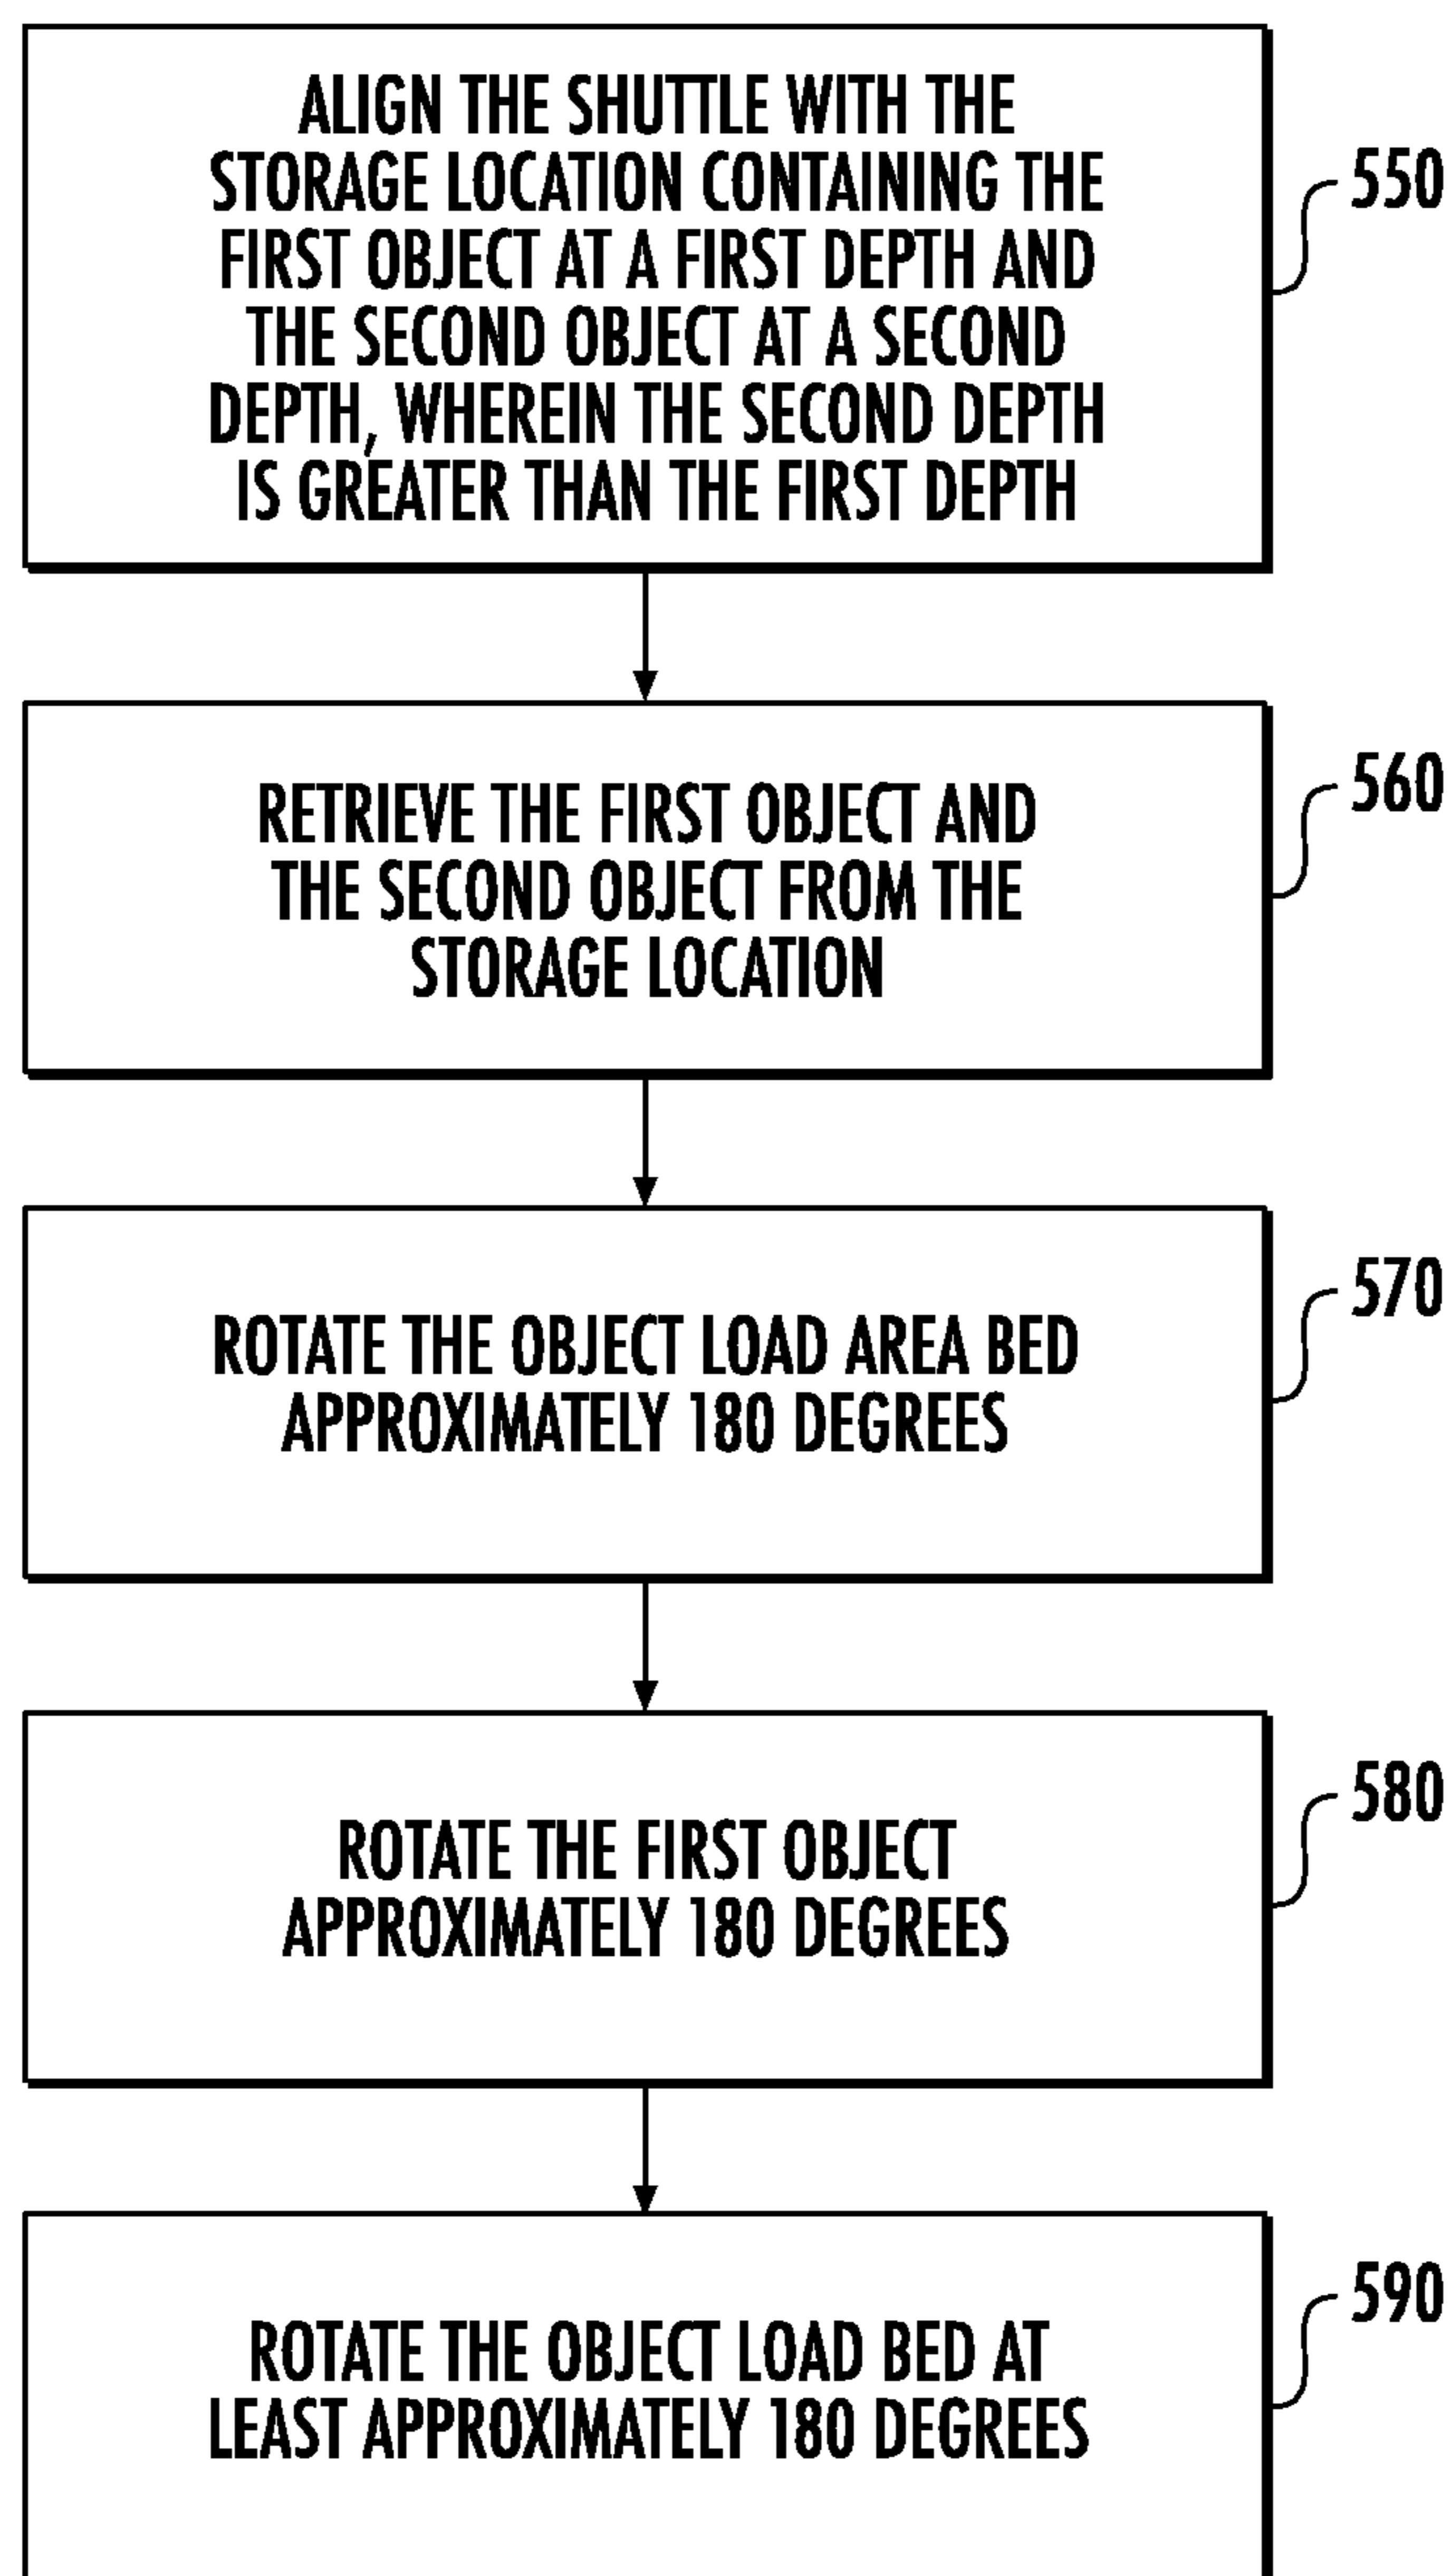 ALIGN THE SHUTTLE WITH THE
STORAGE LOCATION CONTAINING THE
FIRST OBJECT AT A FIRST DEPTH AND
THE SECOND OBJECT AT A SECOND
DEPTH, WHEREIN THE SECOND DEPTH
IS GREATER THAN THE FIRST DEPTH
550
RETRIEVE THE FIRST OBJECT AND
THE SECOND OBJECT FROM THE
STORAGE LOCATION
560
ROTATE THE OBJECT LOAD AREA BED
APPROXIMATELY 180 DEGREES
570
ROTATE THE FIRST OBJECT
APPROXIMATELY 180 DEGREES
580
ROTATE THE OBJECT LOAD BED AT
LEAST APPROXIMATELY 180 DEGREES
590